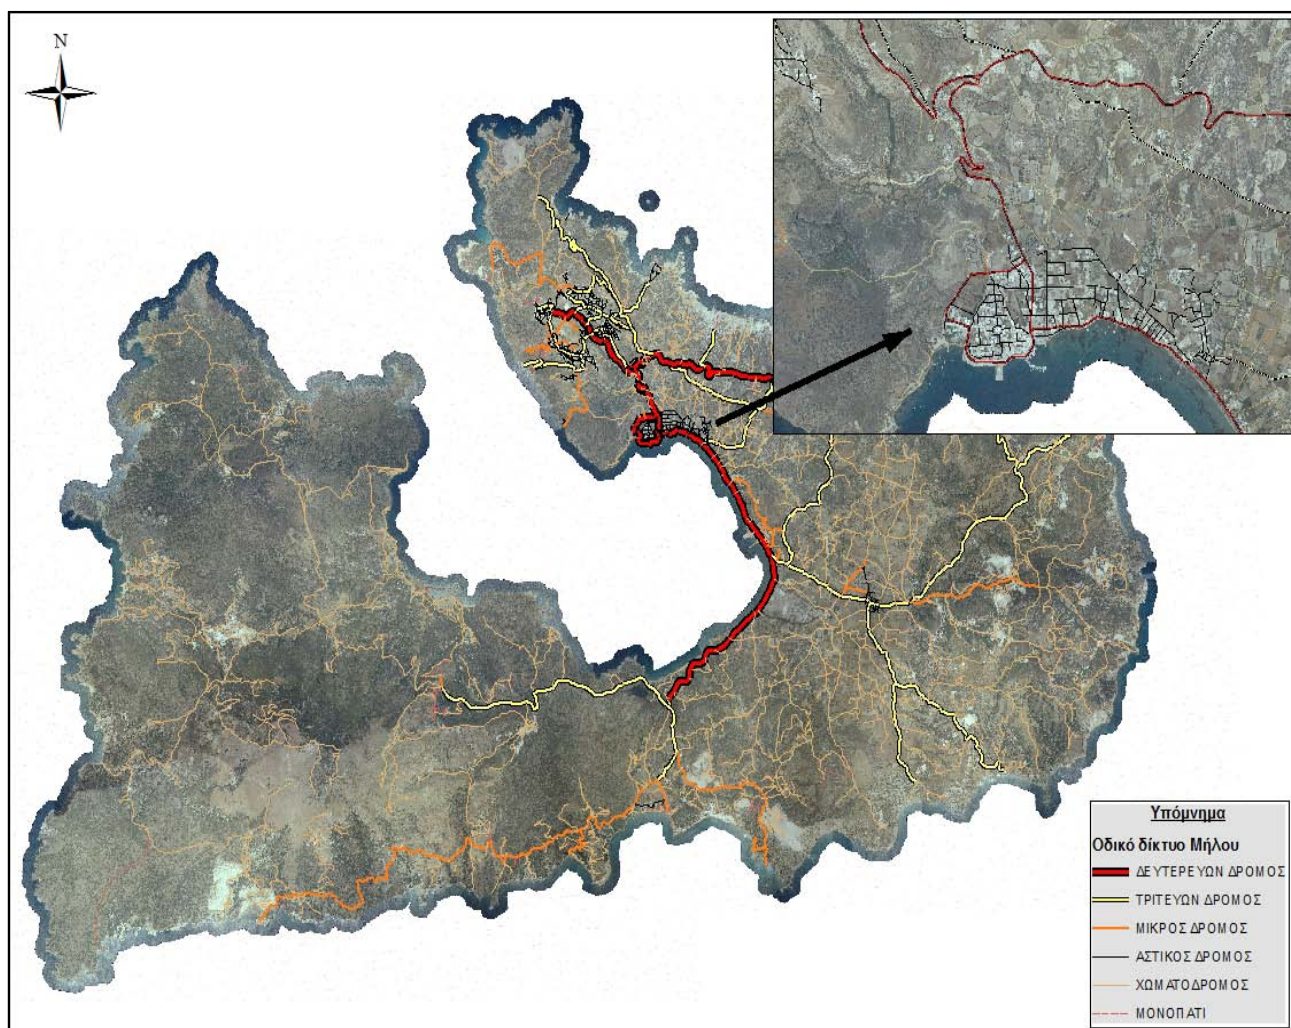 N
Υπόμνημα
Οδικό δίκτυο Μήλου
ΔΕΥΤΕΡΕΥΩΝ ΔΡΟΜΟΣ
ΤΡΙΤΕΥΩΝ ΔΡΟΜΟΣ
ΜΙΚΡΟΣ ΔΡΟΜΟΣ
ΑΣΤΙΚΟΣ ΔΡΟΜΟΣ
ΧΩΜΑΤΟΔΡΟΜΟΣ
ΜΟΝΟΠΑΤΙ